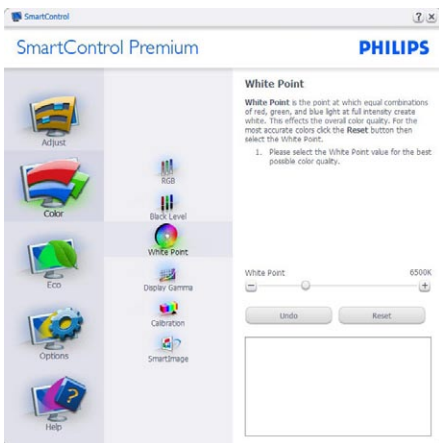 SmartControl
? x
SmartControl Premium
PHILIPS
Adjust
Color
Eco
Options
Help
RGB
Black Level
White Point
Display Gamma
Calibration
SmartImage
White Point
White Point is the point at which equal combinations
of red, green, and blue light at full intensity create
white. This effects the overall color quality. For the
most accurate colors click the Reset button then
select the White Point.
1. Please select the White Point value for the best
possible color quality.
White Point 6500K
- +
Undo Reset